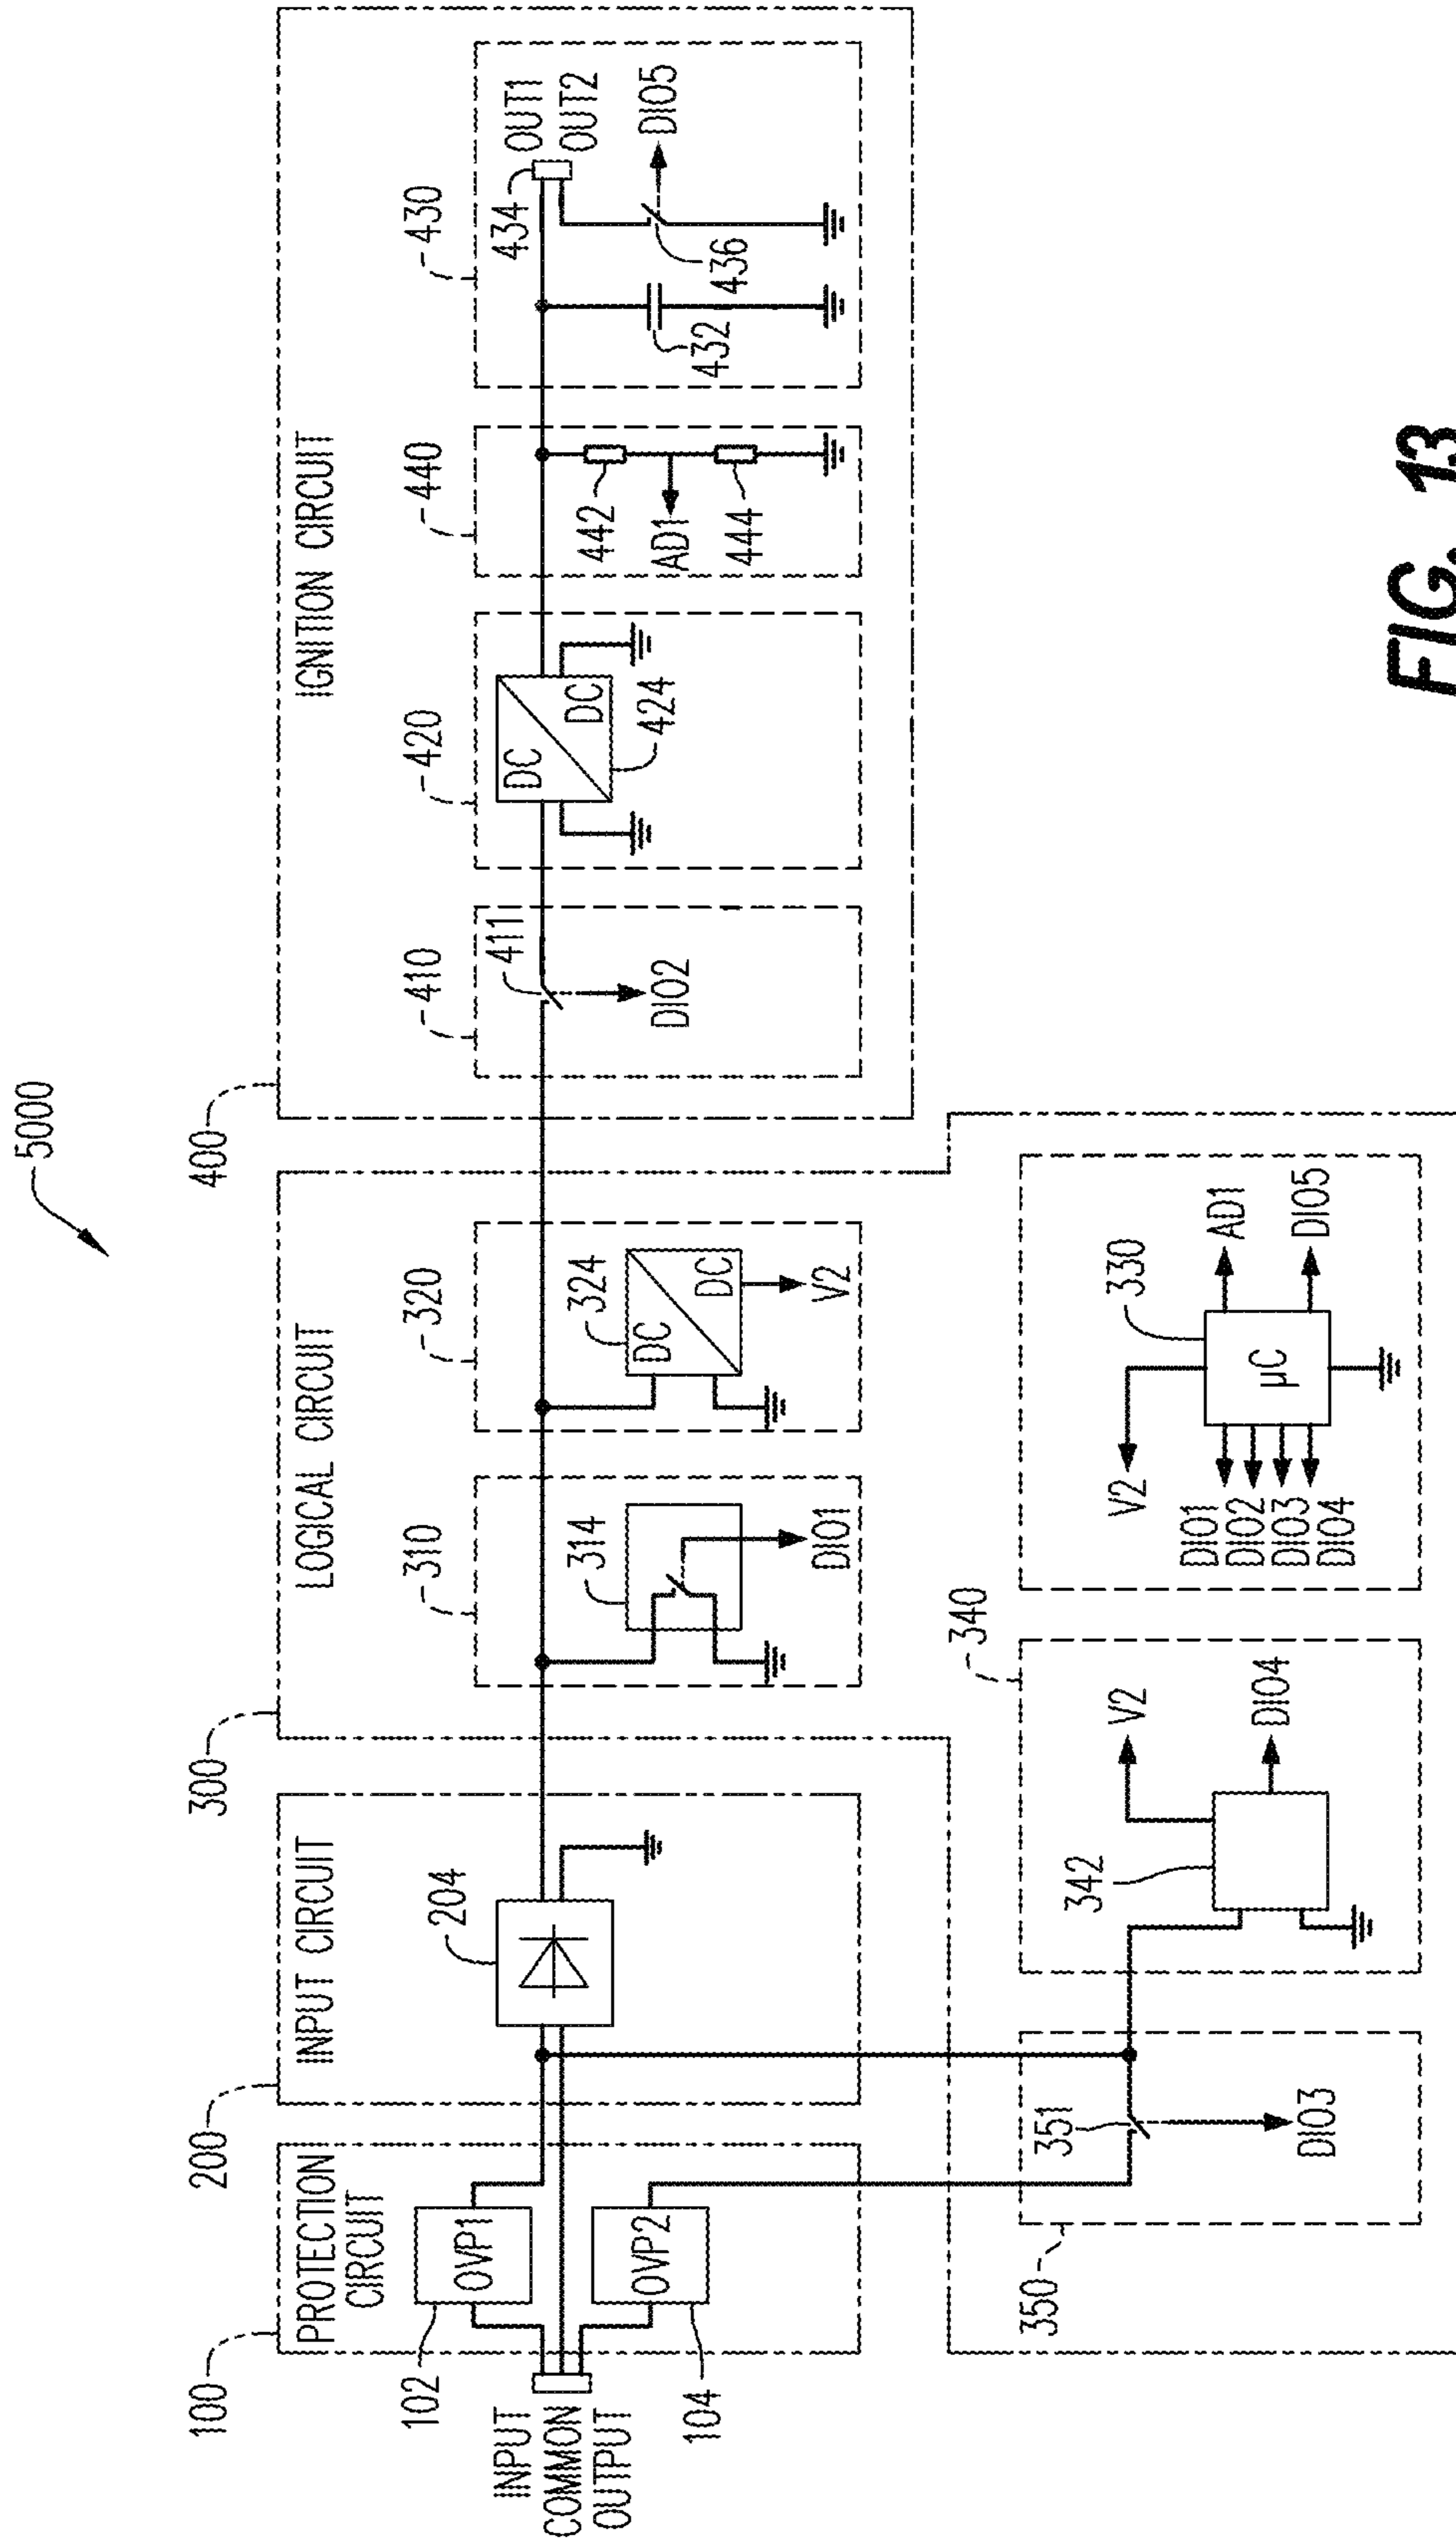 5000
100
PROTECTION
CIRCUIT
102
OVP1
OVP2
104
INPUT
COMMON
OUTPUT
200
INPUT CIRCUIT
204
300
LOGICAL CIRCUIT
310
314
DIO1
320
324
DC
DC
V2
400
IGNITION CIRCUIT
410
411
DIO2
420
DC
DC
424
440
442
AD1
444
430
434
OUT1
OUT2
DIO5
436
432
350
351
DIO3
340
342
V2
DIO4
330
V2
µC
AD1
DIO5
DIO1
DIO2
DIO3
DIO4
FIG. 13